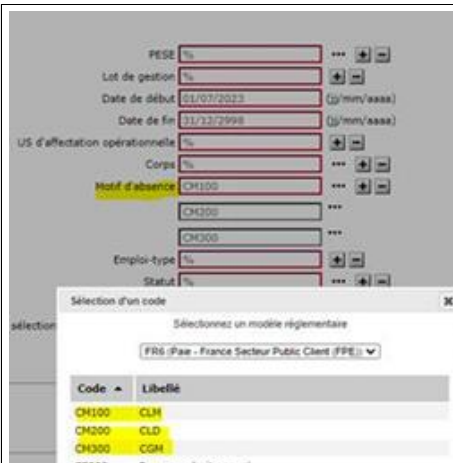 PESE % ... + -
Lot de gestion % + -
Date de début 01/07/2023 (jj/mm/aaaa)
Date de fin 31/12/2998 (jj/mm/aaaa)
US d'affectation opérationnelle % + -
Corps % ... + -
Motif d'absence CM100 ... + -
CM200 ...
CM300 ...
Emploi-type % + -
Statut % ... + -
Sélection d'un code ×
sélection
Sélectionnez un modèle réglementaire
FR6 (Paie - France Secteur Public Client (FPE))
Code Libellé
CM100 CLM
CM200 CLD
CM300 CGM